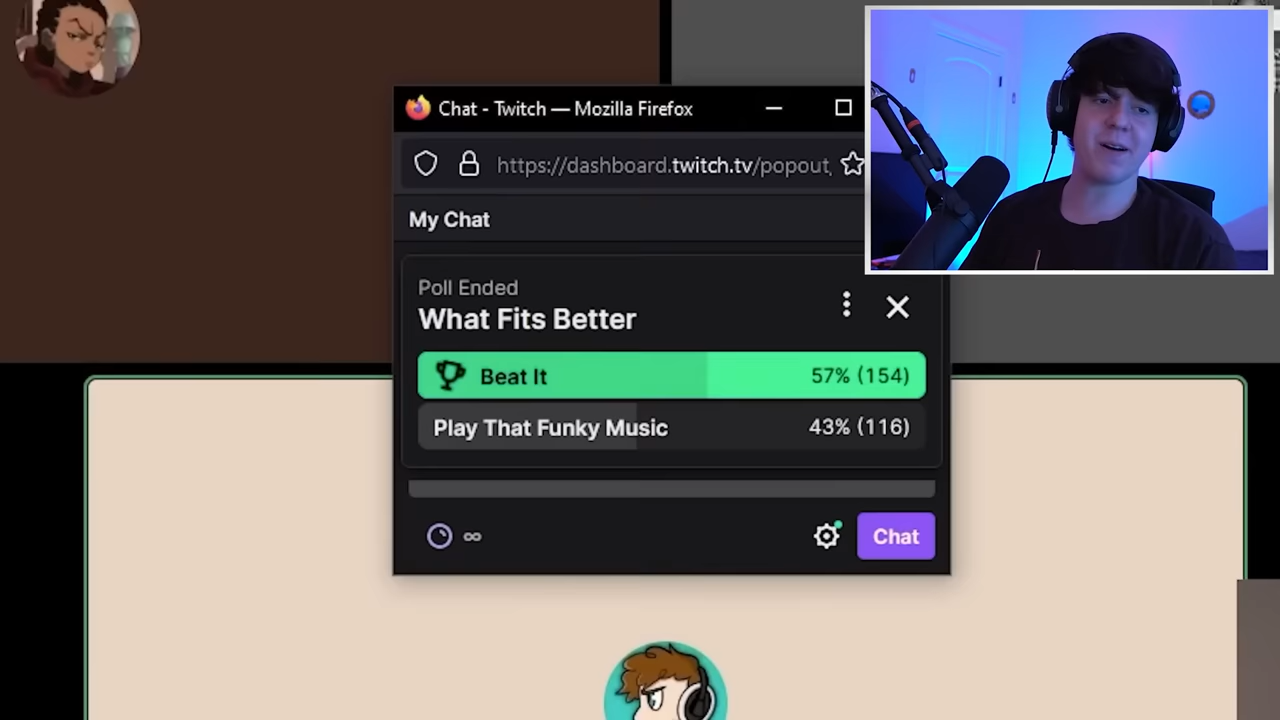 Chat - Twitch — Mozilla Firefox
https://dashboard.twitch.tv/popout
My Chat
Poll Ended
What Fits Better
Beat It 57% (154)
Play That Funky Music 43% (116)
∞
Chat